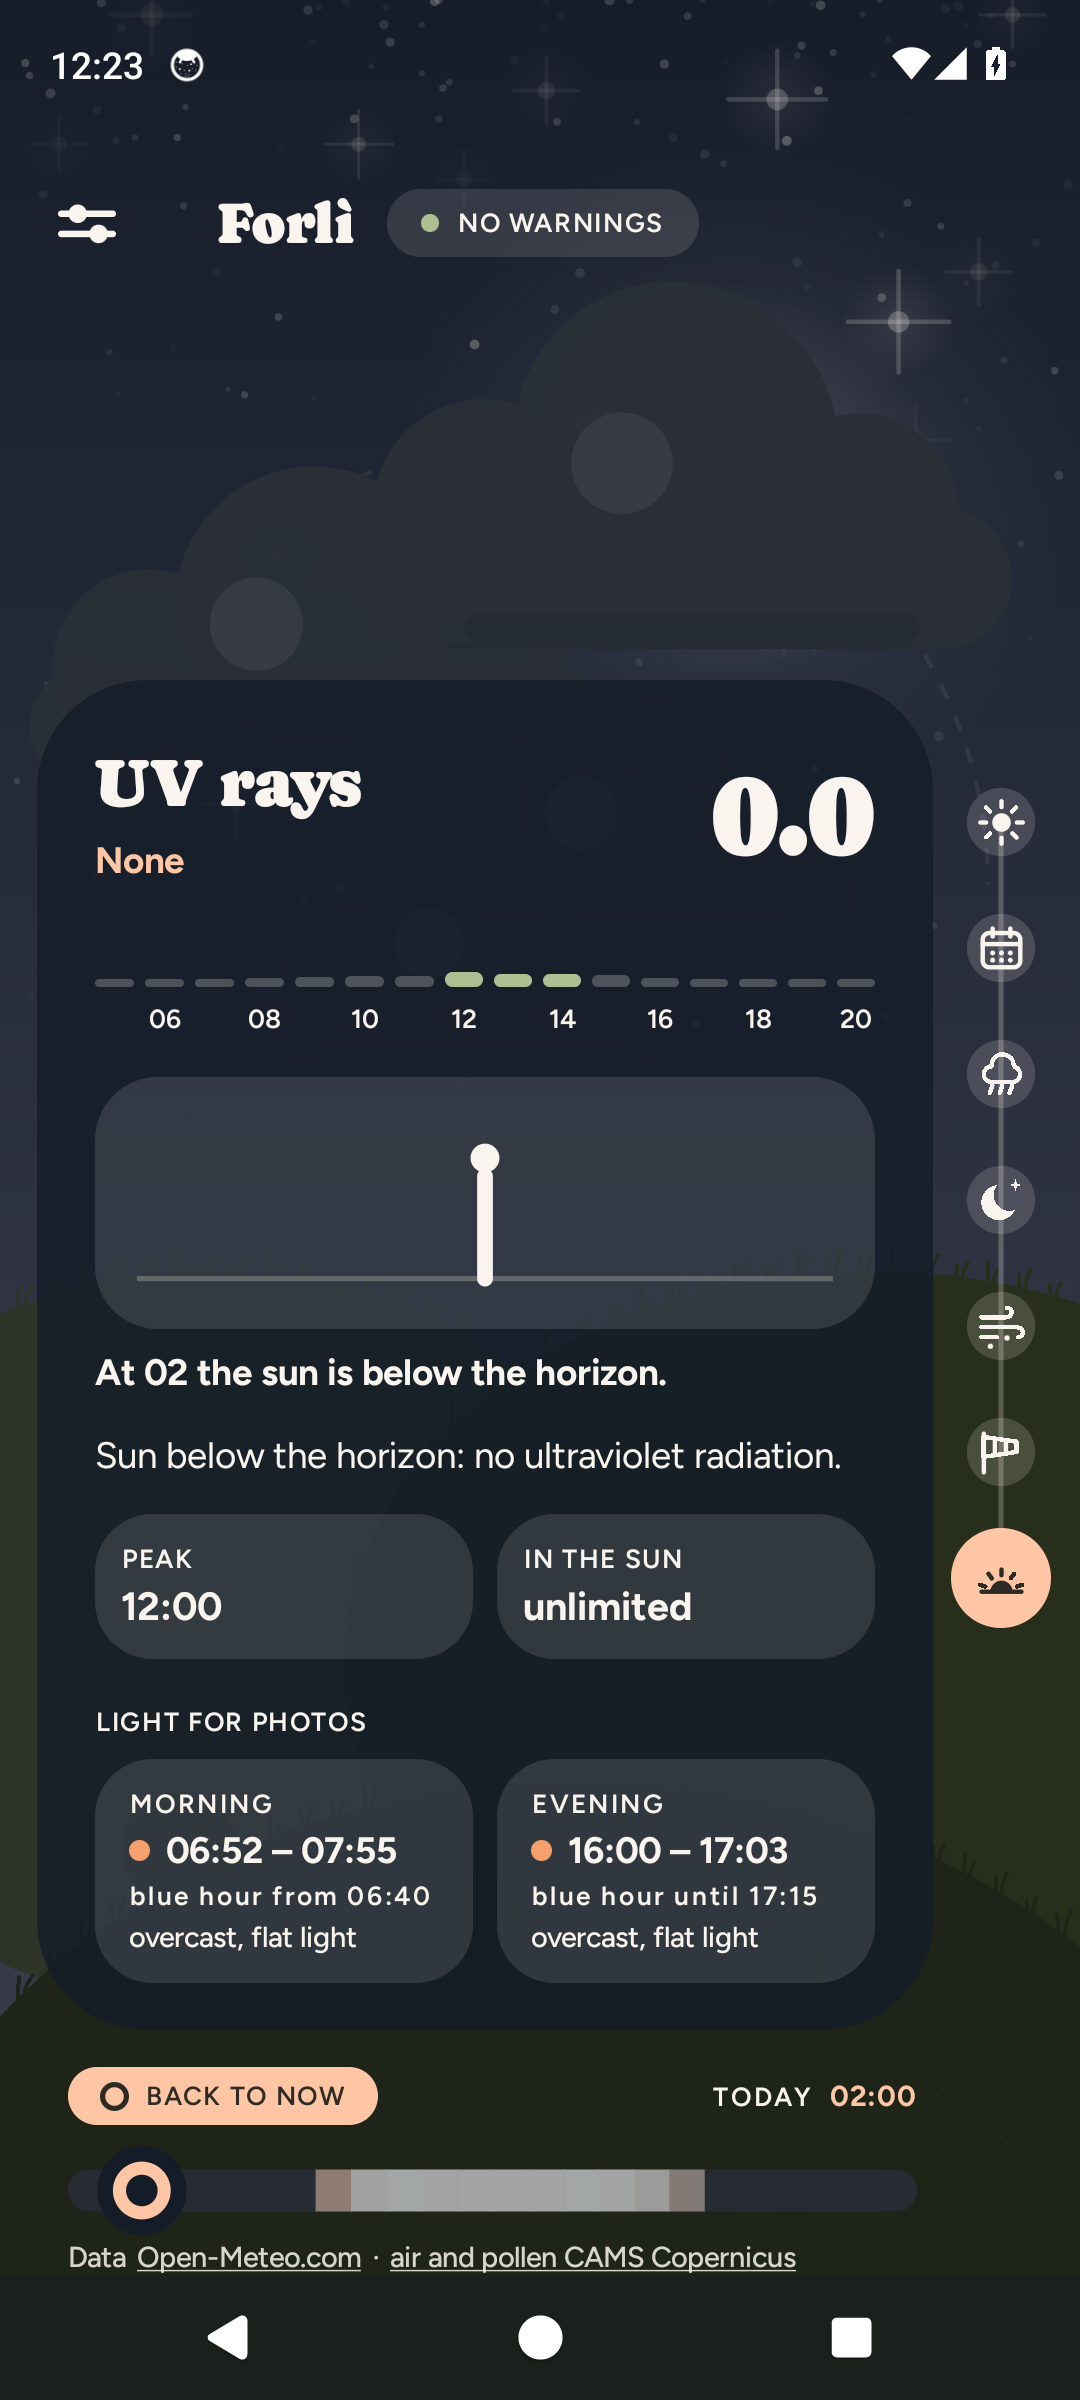 12:23
Forlì
NO WARNINGS
UV rays
None
0.0
06 08 10 12 14 16 18 20
At 02 the sun is below the horizon.
Sun below the horizon: no ultraviolet radiation.
PEAK
12:00
IN THE SUN
unlimited
LIGHT FOR PHOTOS
MORNING
06:52 – 07:55
blue hour from 06:40
overcast, flat light
EVENING
16:00 – 17:03
blue hour until 17:15
overcast, flat light
BACK TO NOW
TODAY 02:00
Data Open-Meteo.com · air and pollen CAMS Copernicus